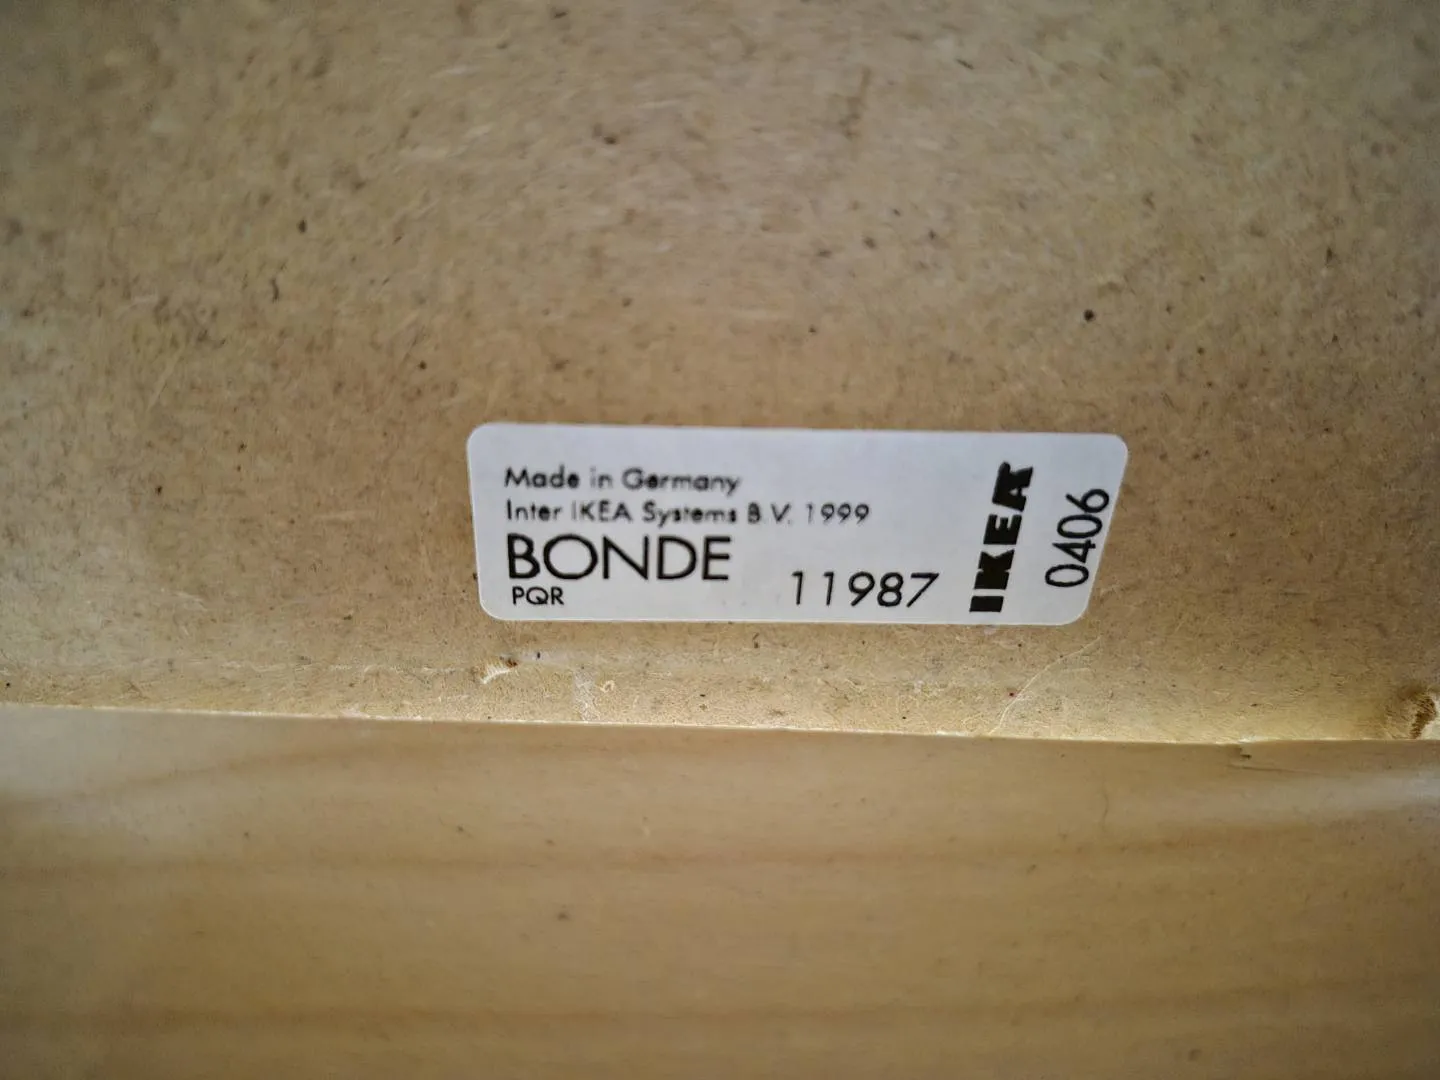 Made in Germany
Inter IKEA Systems B.V. 1999
BONDE
PQR
11987
IKEA
0406